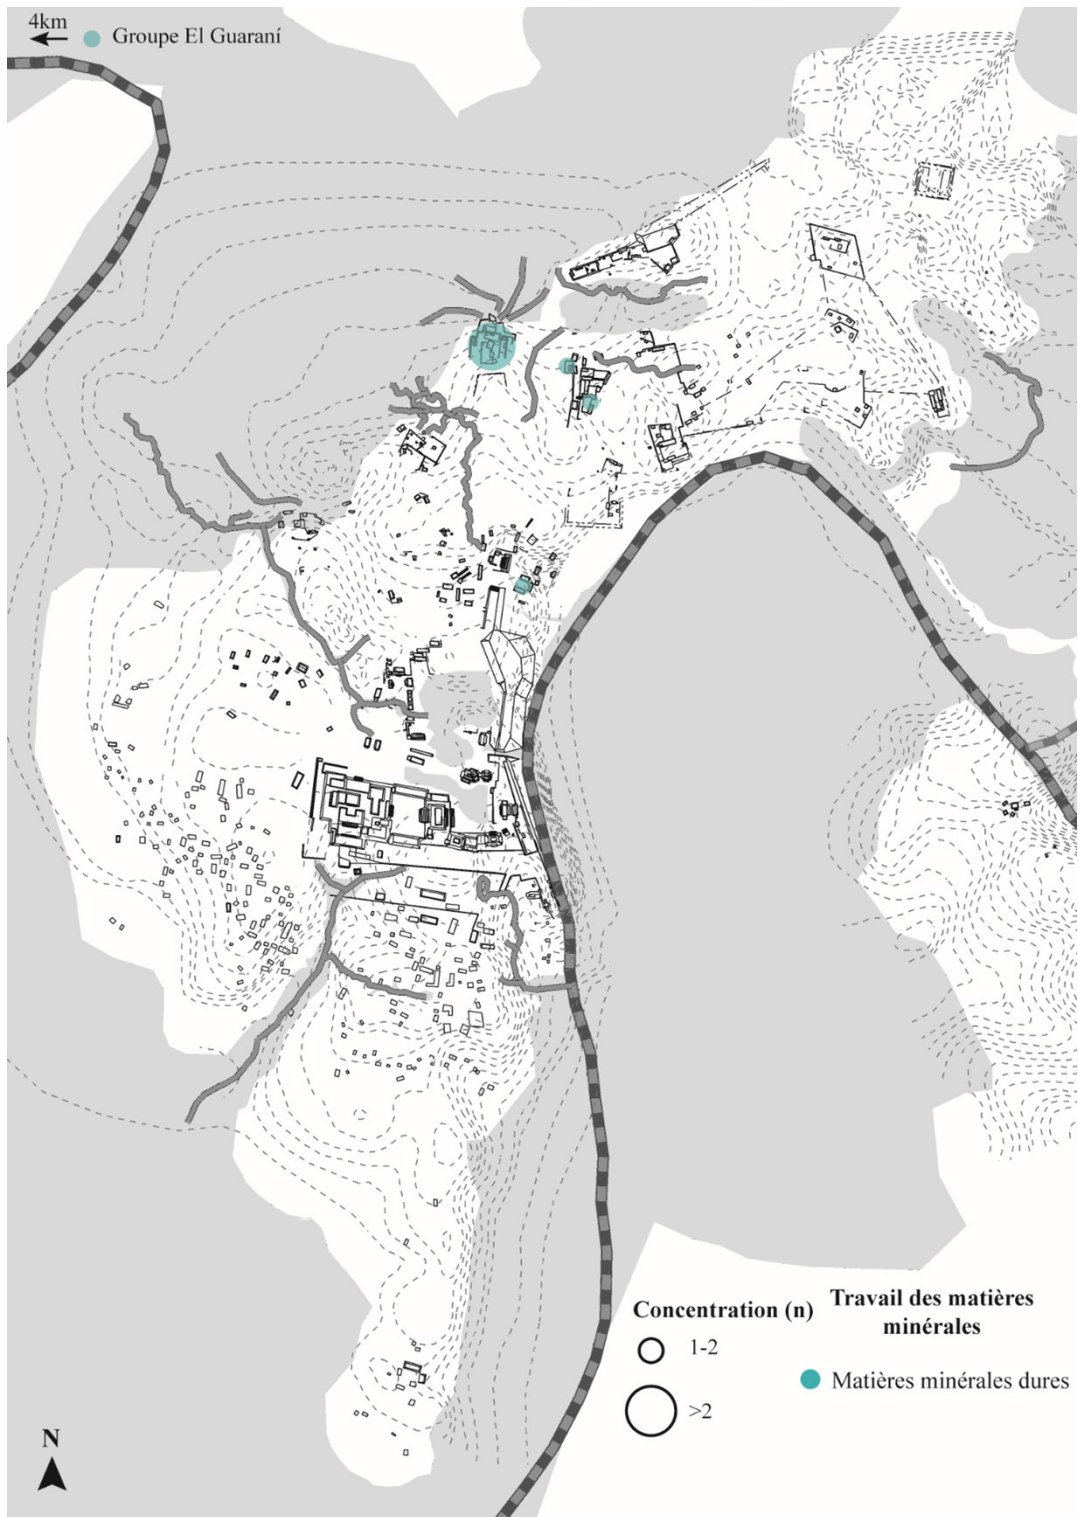 4km
Groupe El Guaraní
Concentration (n)
1-2
>2
Travail des matières
minérales
Matières minérales dures
N